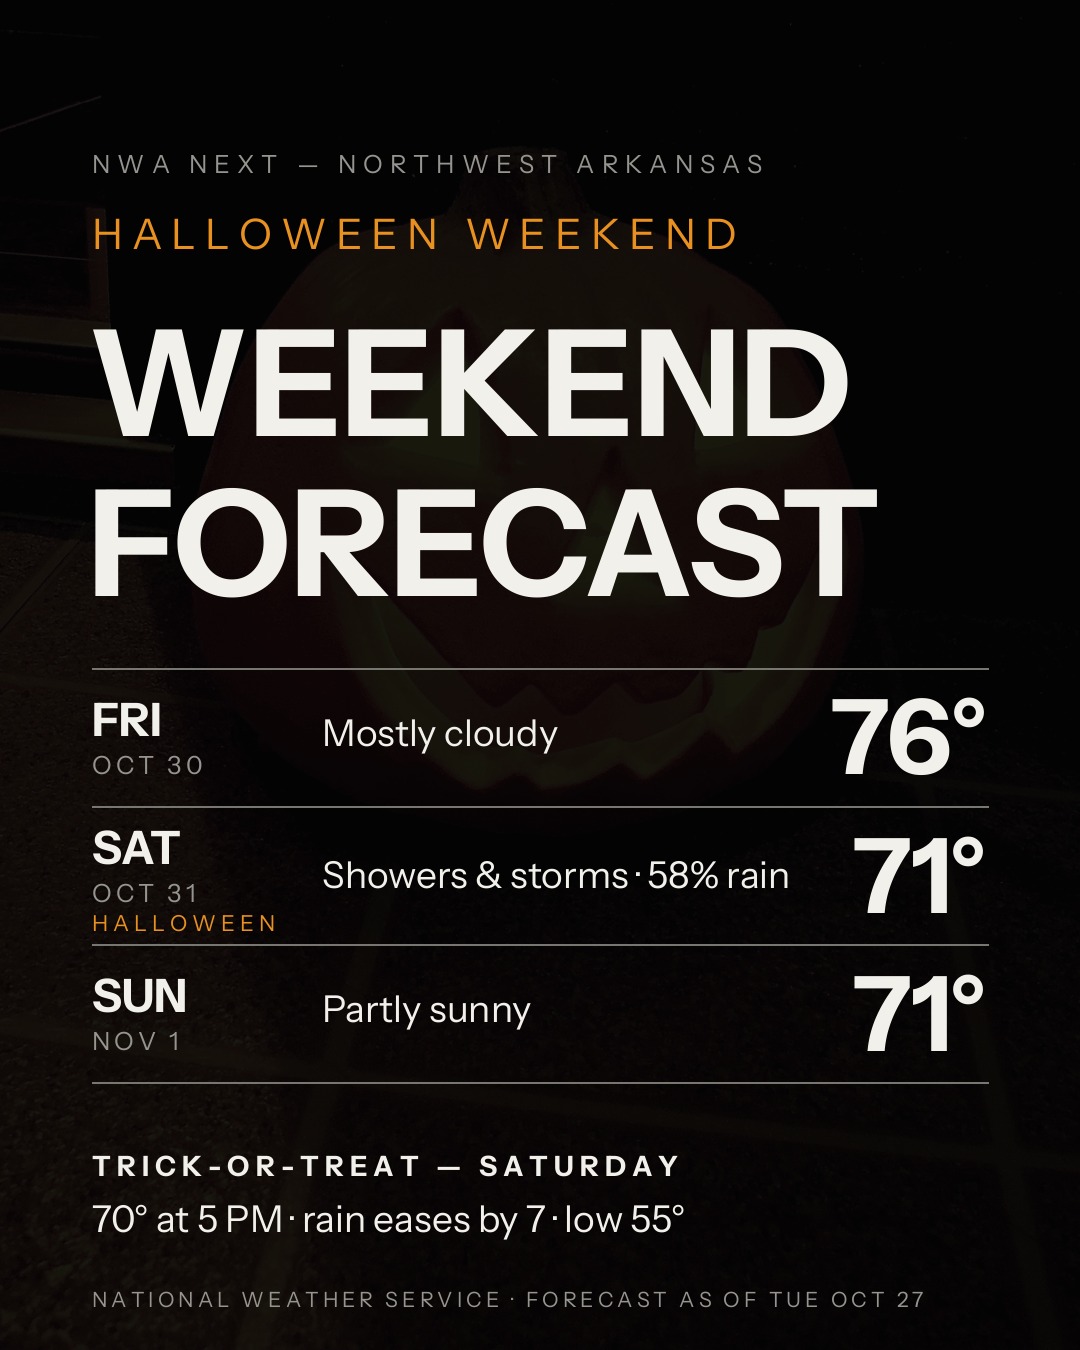 NWA NEXT — NORTHWEST ARKANSAS
HALLOWEEN WEEKEND
WEEKEND
FORECAST
FRI
OCT 30
Mostly cloudy
76°
SAT
OCT 31
HALLOWEEN
Showers & storms · 58% rain
71°
SUN
NOV 1
Partly sunny
71°
TRICK-OR-TREAT — SATURDAY
70° at 5 PM · rain eases by 7 · low 55°
NATIONAL WEATHER SERVICE · FORECAST AS OF TUE OCT 27